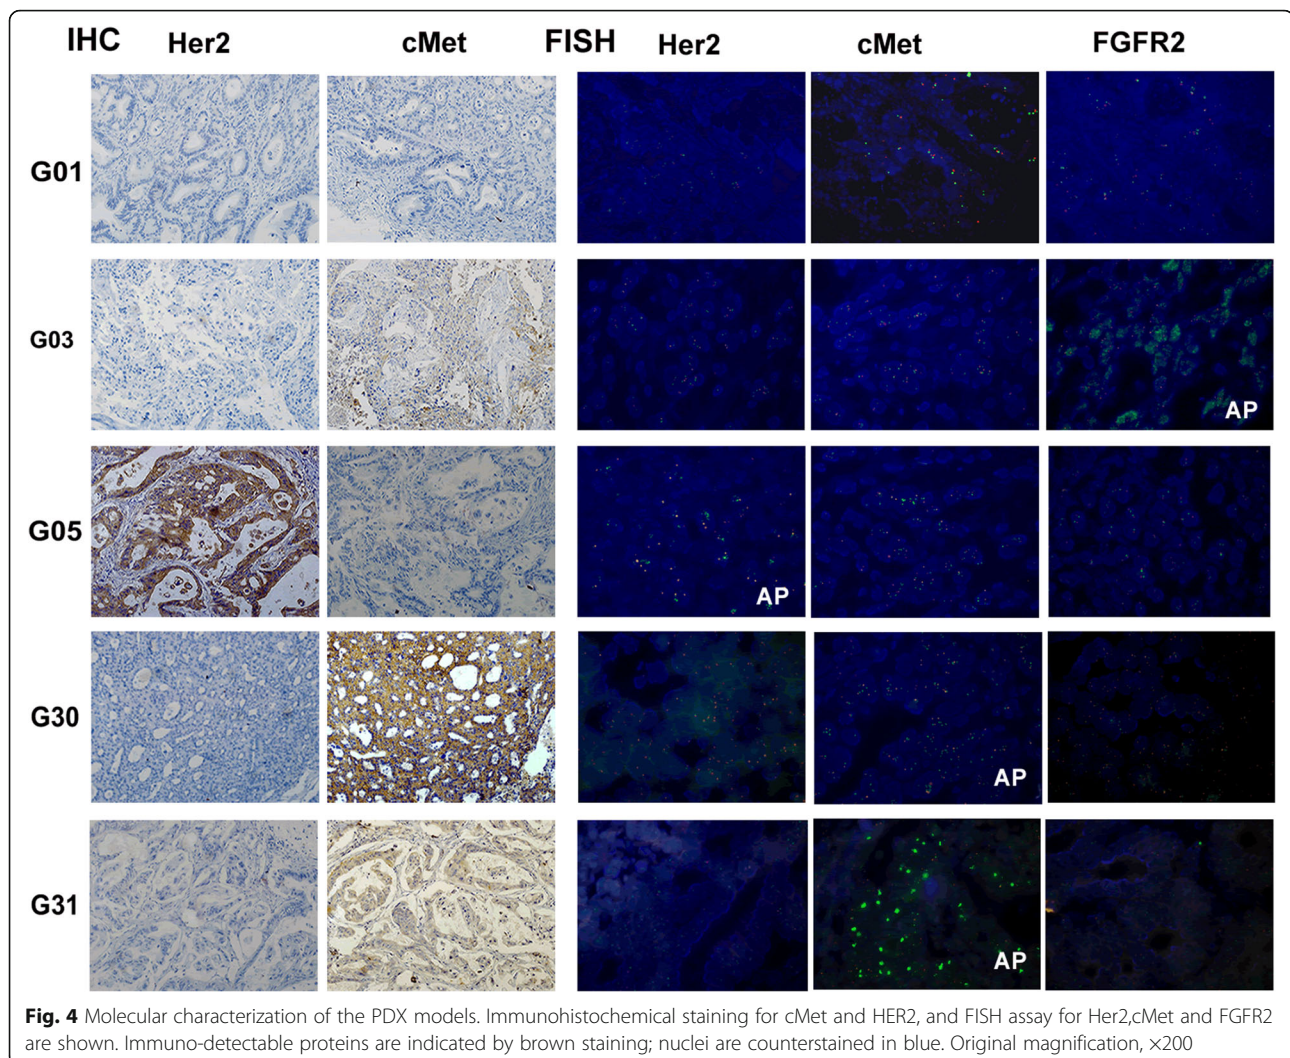 IHC Her2 cMet FISH Her2 cMet FGFR2
G01
G03
AP
G05
AP
G30
AP
G31
AP
Fig. 4 Molecular characterization of the PDX models. Immunohistochemical staining for cMet and HER2, and FISH assay for Her2,cMet and FGFR2
are shown. Immuno-detectable proteins are indicated by brown staining; nuclei are counterstained in blue. Original magnification, ×200